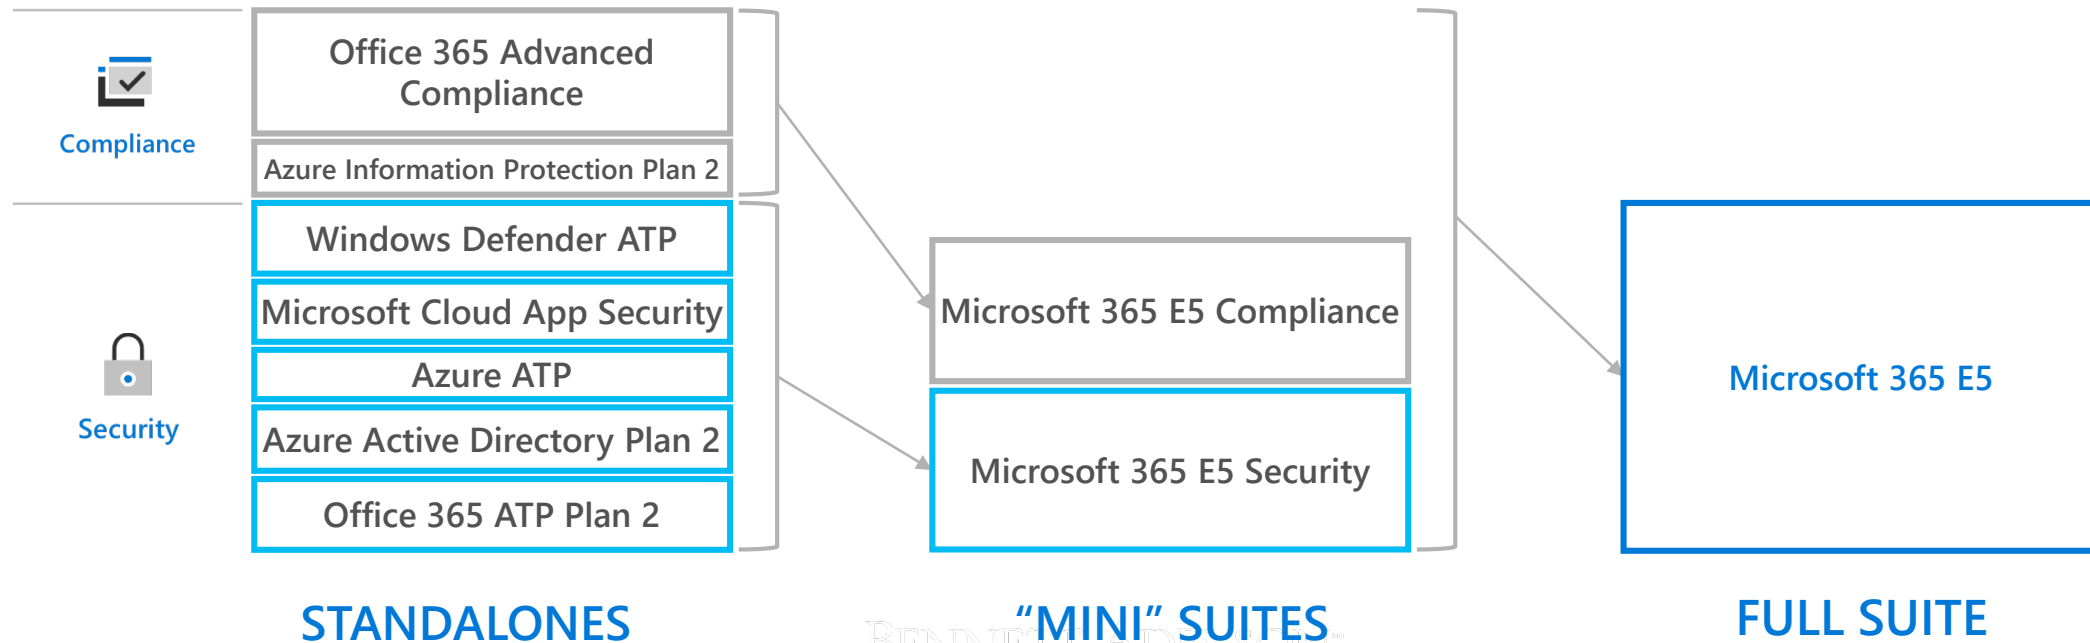 Office 365 Advanced
Compliance
Compliance
Azure Information Protection Plan 2
Windows Defender ATP
Microsoft Cloud App Security
Azure ATP
Security
Azure Active Directory Plan 2
Office 365 ATP Plan 2
Microsoft 365 E5 Compliance
Microsoft 365 E5 Security
Microsoft 365 E5
STANDALONES
“MINI” SUITES
FULL SUITE